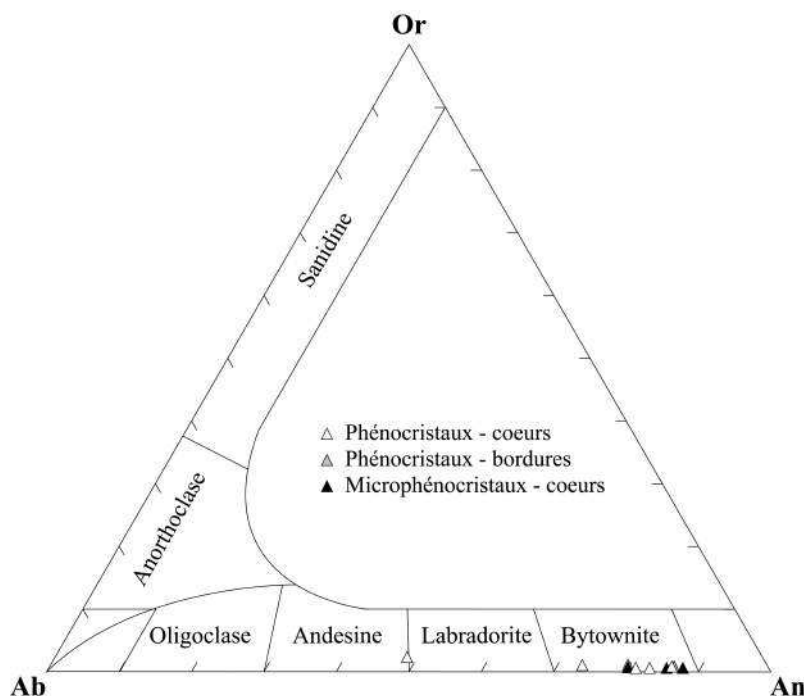 Or
Sanidine
△ Phénocristaux - coeurs
▲ Phénocristaux - bordures
▲ Microphénocristaux - coeurs
Anorthoclase
Oligoclase
Andesine
Labradorite
Bytownite
Ab
An